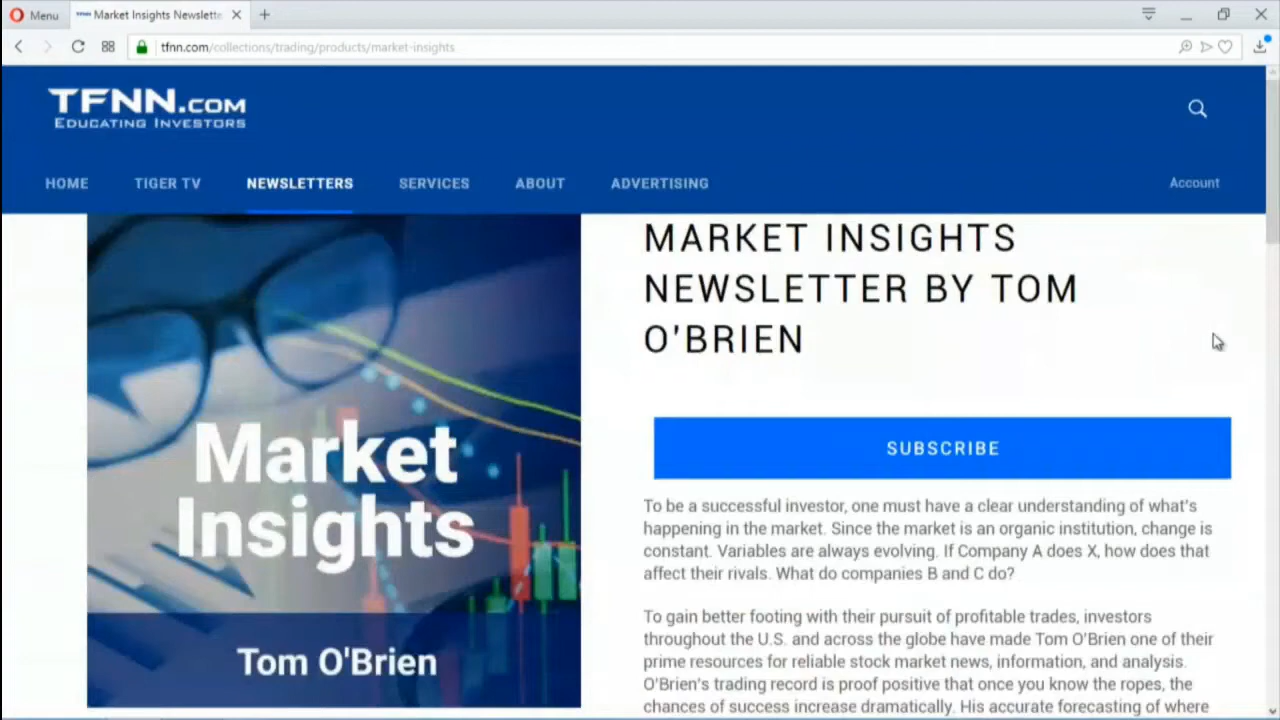 Menu
Market Insights Newslette
tfnn.com/collections/trading/products/market-insights
TFNN.COM
EDUCATING INVESTORS
HOME TIGER TV NEWSLETTERS SERVICES ABOUT ADVERTISING Account
Market
Insights
Tom O'Brien
MARKET INSIGHTS
NEWSLETTER BY TOM
O'BRIEN
SUBSCRIBE
To be a successful investor, one must have a clear understanding of what's
happening in the market. Since the market is an organic institution, change is
constant. Variables are always evolving. If Company A does X, how does that
affect their rivals. What do companies B and C do?
To gain better footing with their pursuit of profitable trades, investors
throughout the U.S. and across the globe have made Tom O'Brien one of their
prime resources for reliable stock market news, information, and analysis.
O'Brien's trading record is proof positive that once you know the ropes, the
chances of success increase dramatically. His accurate forecasting of where